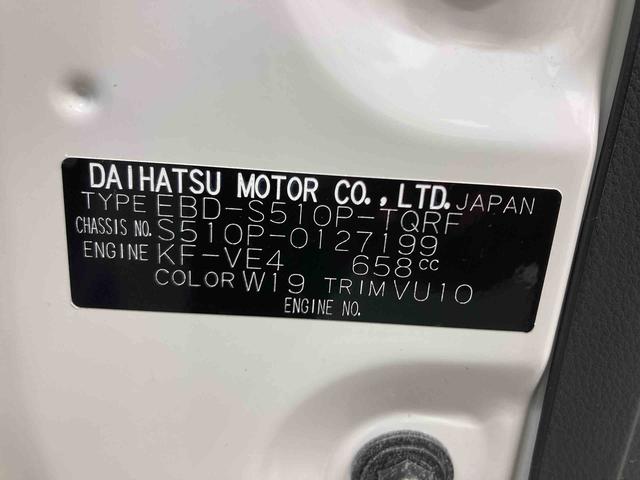 DAIHATSU MOTOR CO.,LTD. JAPAN
TYPE EBD-S510P-TQRF
CHASSIS NO. S510P-0127199
ENGINE KF-VE4 658cc
COLOR W19 TRIM VU10
ENGINE NO.